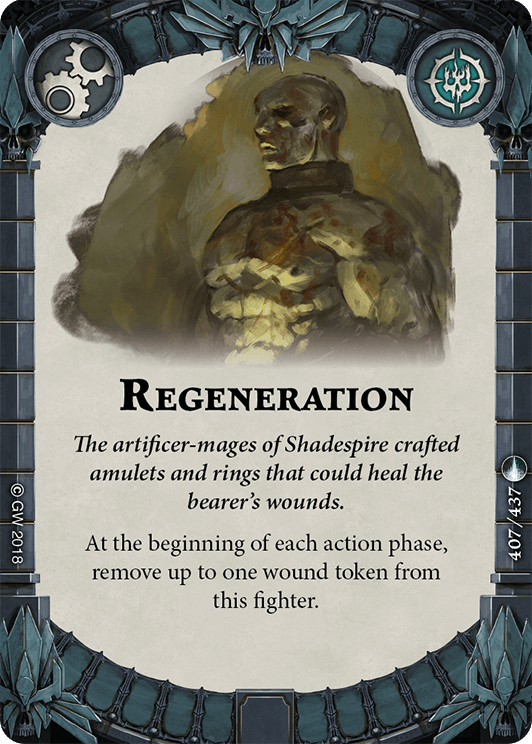 REGENERATION
The artificer-mages of Shadespire crafted
amulets and rings that could heal the
bearer's wounds.
At the beginning of each action phase,
remove up to one wound token from
this fighter.
© GW 2018
407/437